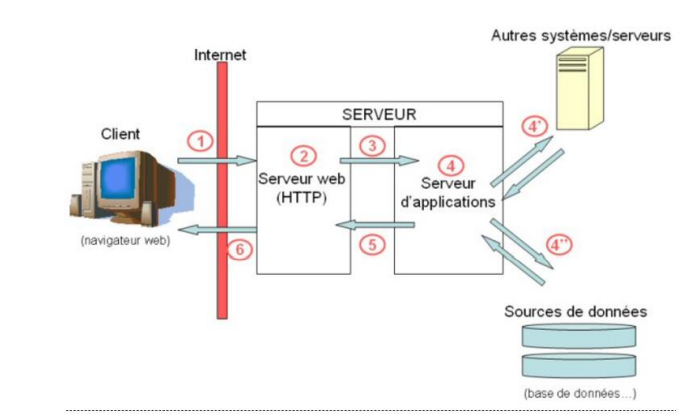 Autres systèmes/serveurs
Internet
SERVEUR
Client
1
2
3
4
4'
Serveur web
(HTTP)
Serveur
d'applications
(navigateur web)
6
5
4''
Sources de données
(base de données...)